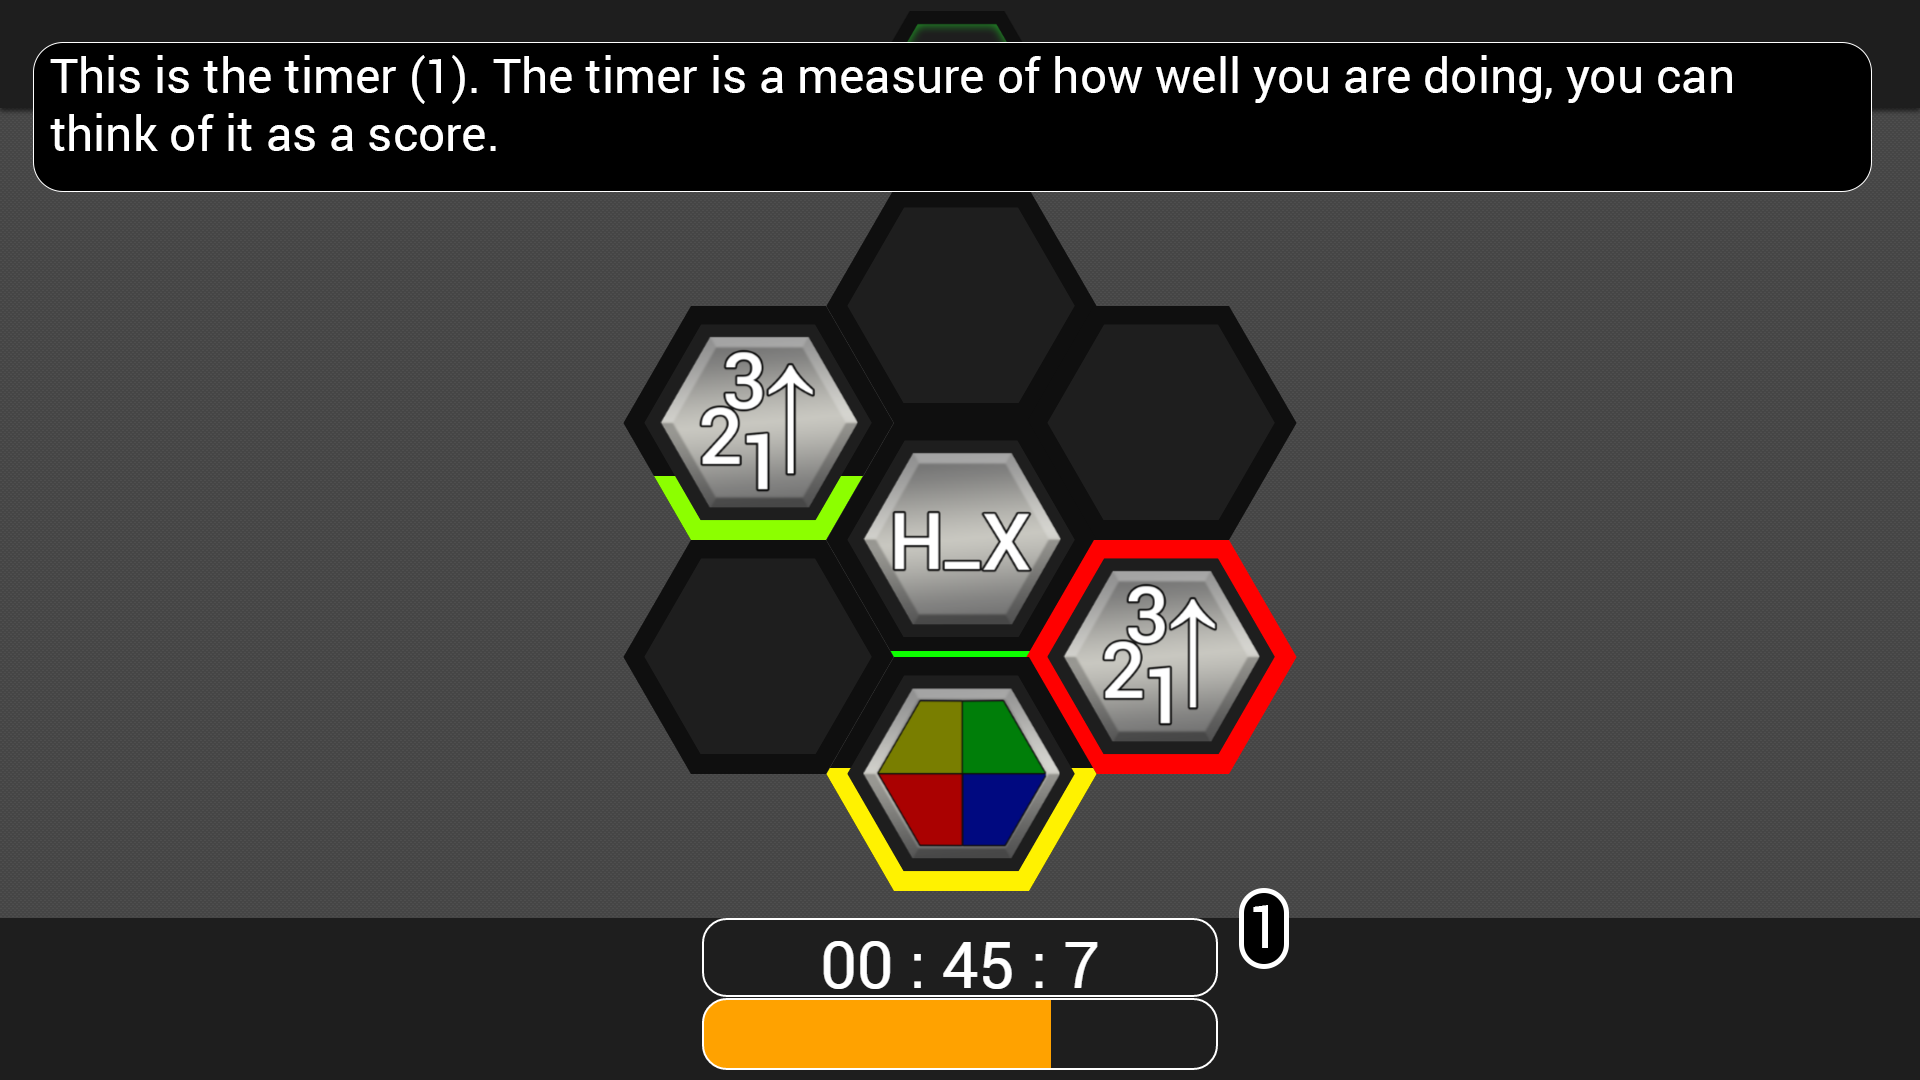 This is the timer (1). The timer is a measure of how well you are doing, you can
think of it as a score.
3
2 1
H_X
3
2 1
00 : 45 : 7
1